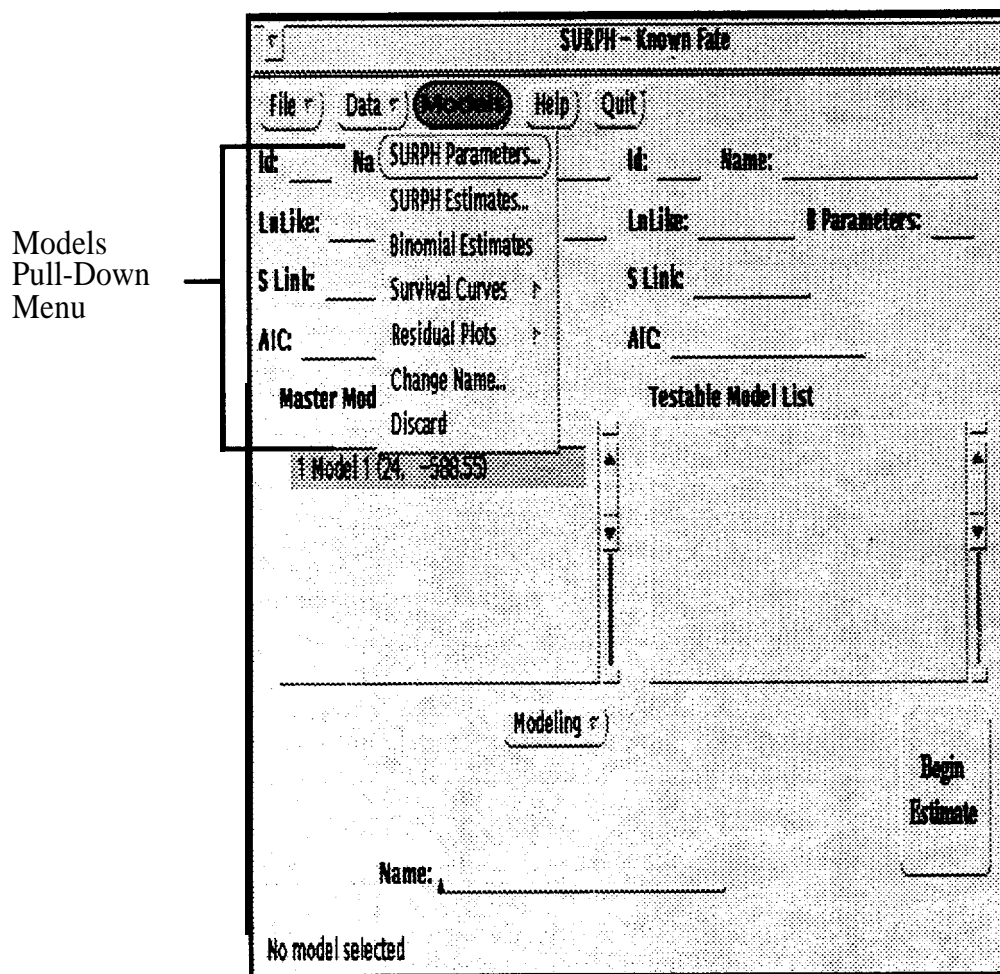 SURPH – Known Fate
File Data Models Help Quit
Models
Pull-Down
Menu
Id: Na
LnLike:
S Link:
AIC:
Master Mod
SURPH Parameters...
SURPH Estimates...
Binomial Estimates
Survival Curves
Residual Plots
Change Name...
Discard
Id: Name:
LnLike: # Parameters:
S Link:
AIC:
Testable Model List
1 Model 1 (24, -588.55)
Modeling
Begin
Estimate
Name:
No model selected